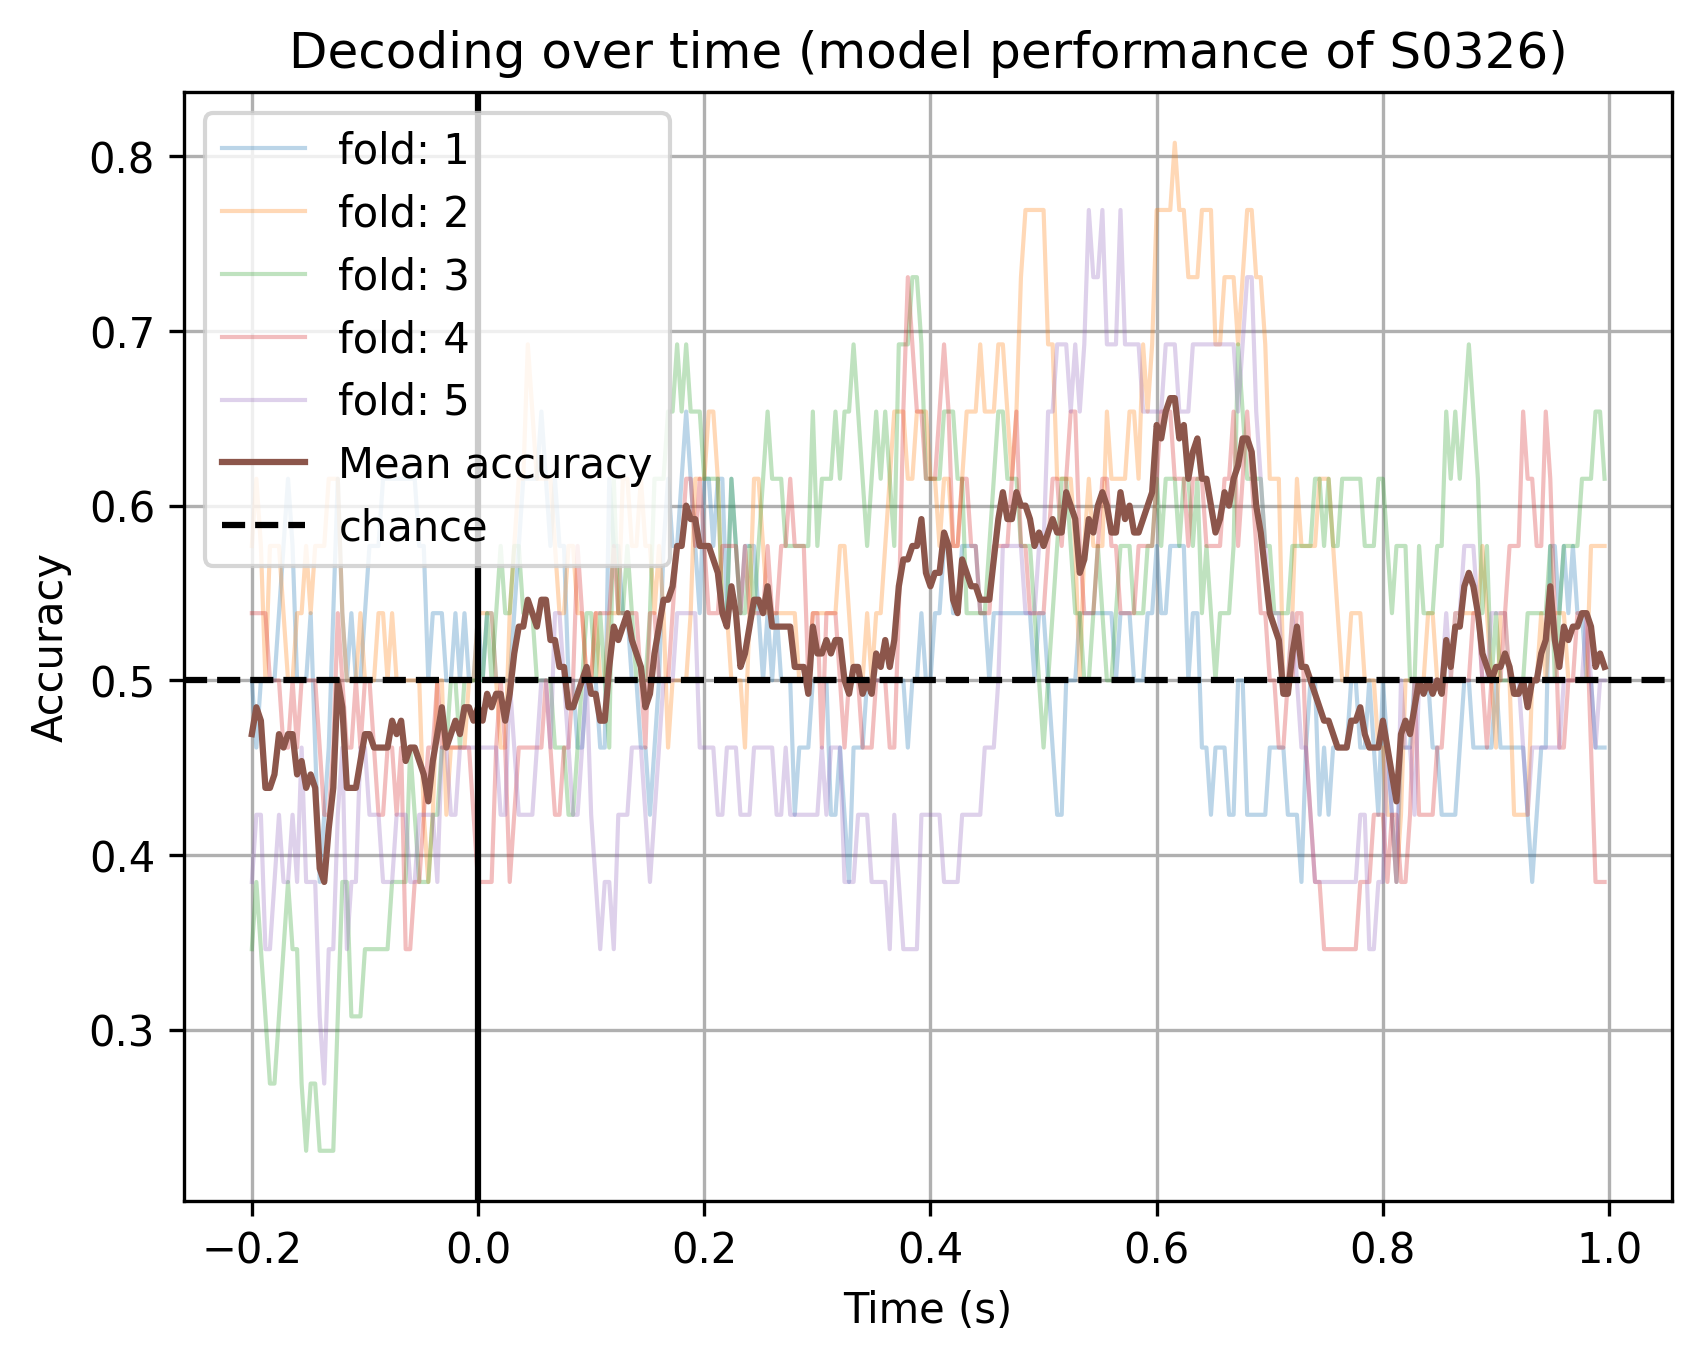 Decoding over time (model performance of S0326)
fold: 1
fold: 2
fold: 3
fold: 4
fold: 5
Mean accuracy
chance
Accuracy
0.8
0.7
0.6
0.5
0.4
0.3
−0.2 0.0 0.2 0.4 0.6 0.8 1.0
Time (s)